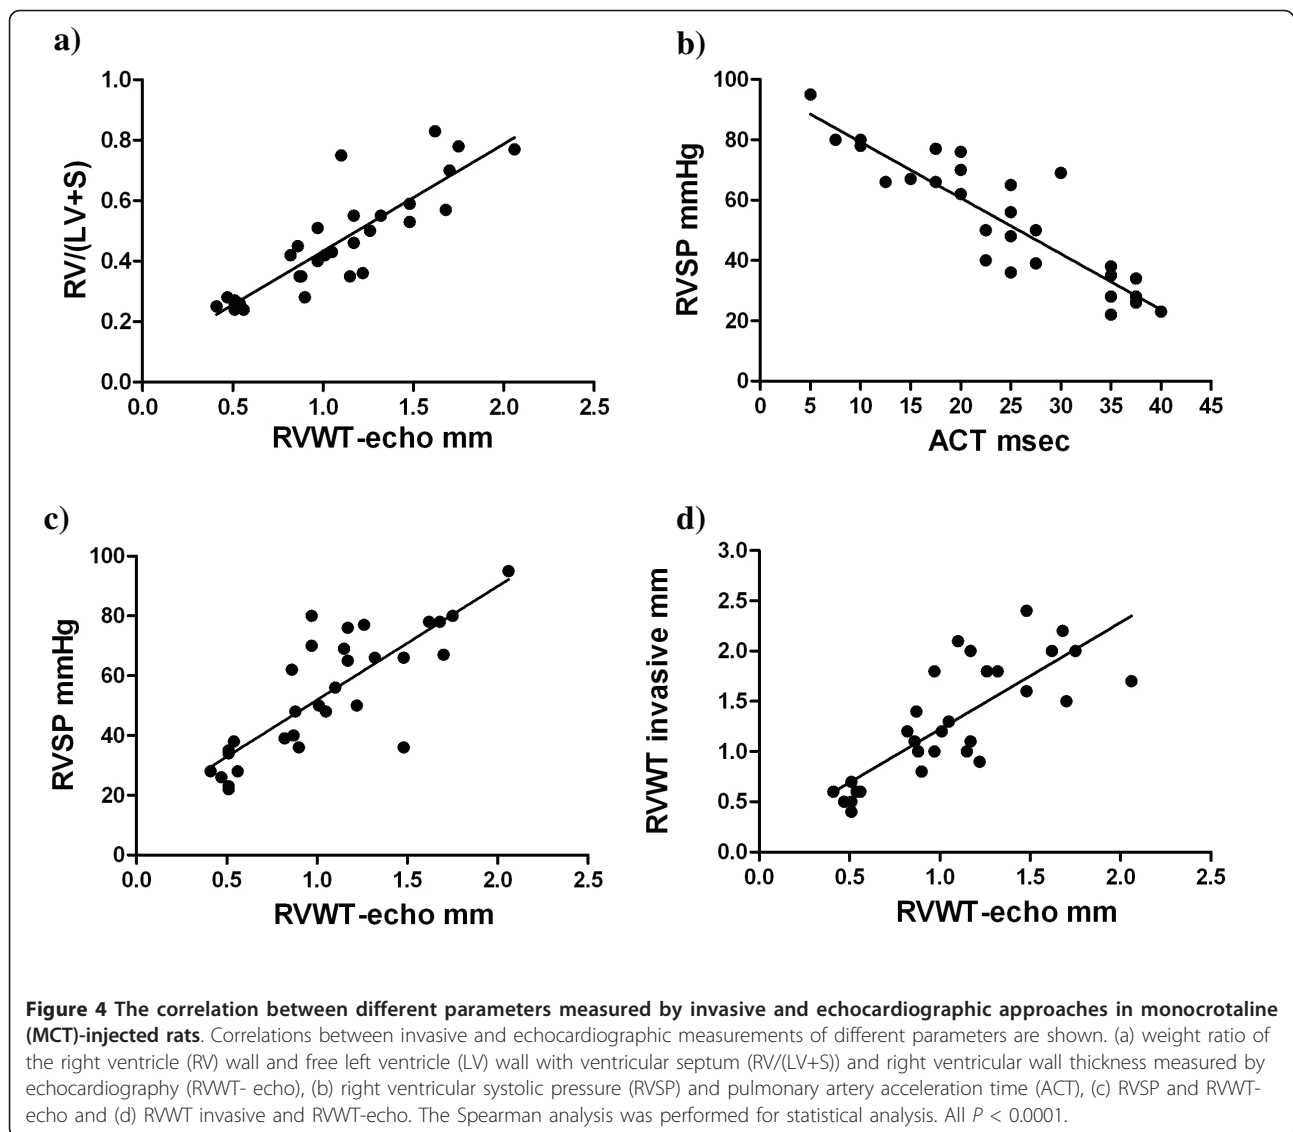 a)
1.0
0.8
0.6
0.4
0.2
0.0
RV/(LV+S)
0.0 0.5 1.0 1.5 2.0 2.5
RVWT-echo mm
b)
100
80
60
40
20
0
RVSP mmHg
0 5 10 15 20 25 30 35 40 45
ACT msec
c)
100
80
60
40
20
0
RVSP mmHg
0.0 0.5 1.0 1.5 2.0 2.5
RVWT-echo mm
d)
3.0
2.5
2.0
1.5
1.0
0.5
0.0
RVWT invasive mm
0.0 0.5 1.0 1.5 2.0 2.5
RVWT-echo mm
Figure 4 The correlation between different parameters measured by invasive and echocardiographic approaches in monocrotaline
(MCT)-injected rats. Correlations between invasive and echocardiographic measurements of different parameters are shown. (a) weight ratio of
the right ventricle (RV) wall and free left ventricle (LV) wall with ventricular septum (RV/(LV+S)) and right ventricular wall thickness measured by
echocardiography (RVWT- echo), (b) right ventricular systolic pressure (RVSP) and pulmonary artery acceleration time (ACT), (c) RVSP and RVWT-
echo and (d) RVWT invasive and RVWT-echo. The Spearman analysis was performed for statistical analysis. All P < 0.0001.